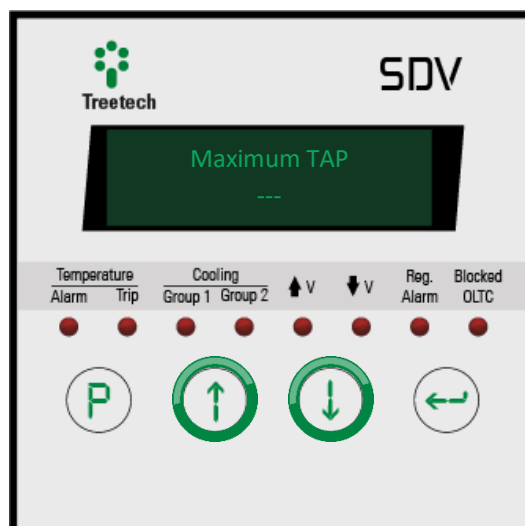 Treetech
SDV
Maximum TAP
---
Temperature
Alarm Trip
Cooling
Group 1 Group 2
V
V
Reg.
Alarm
Blocked
OLTC
P